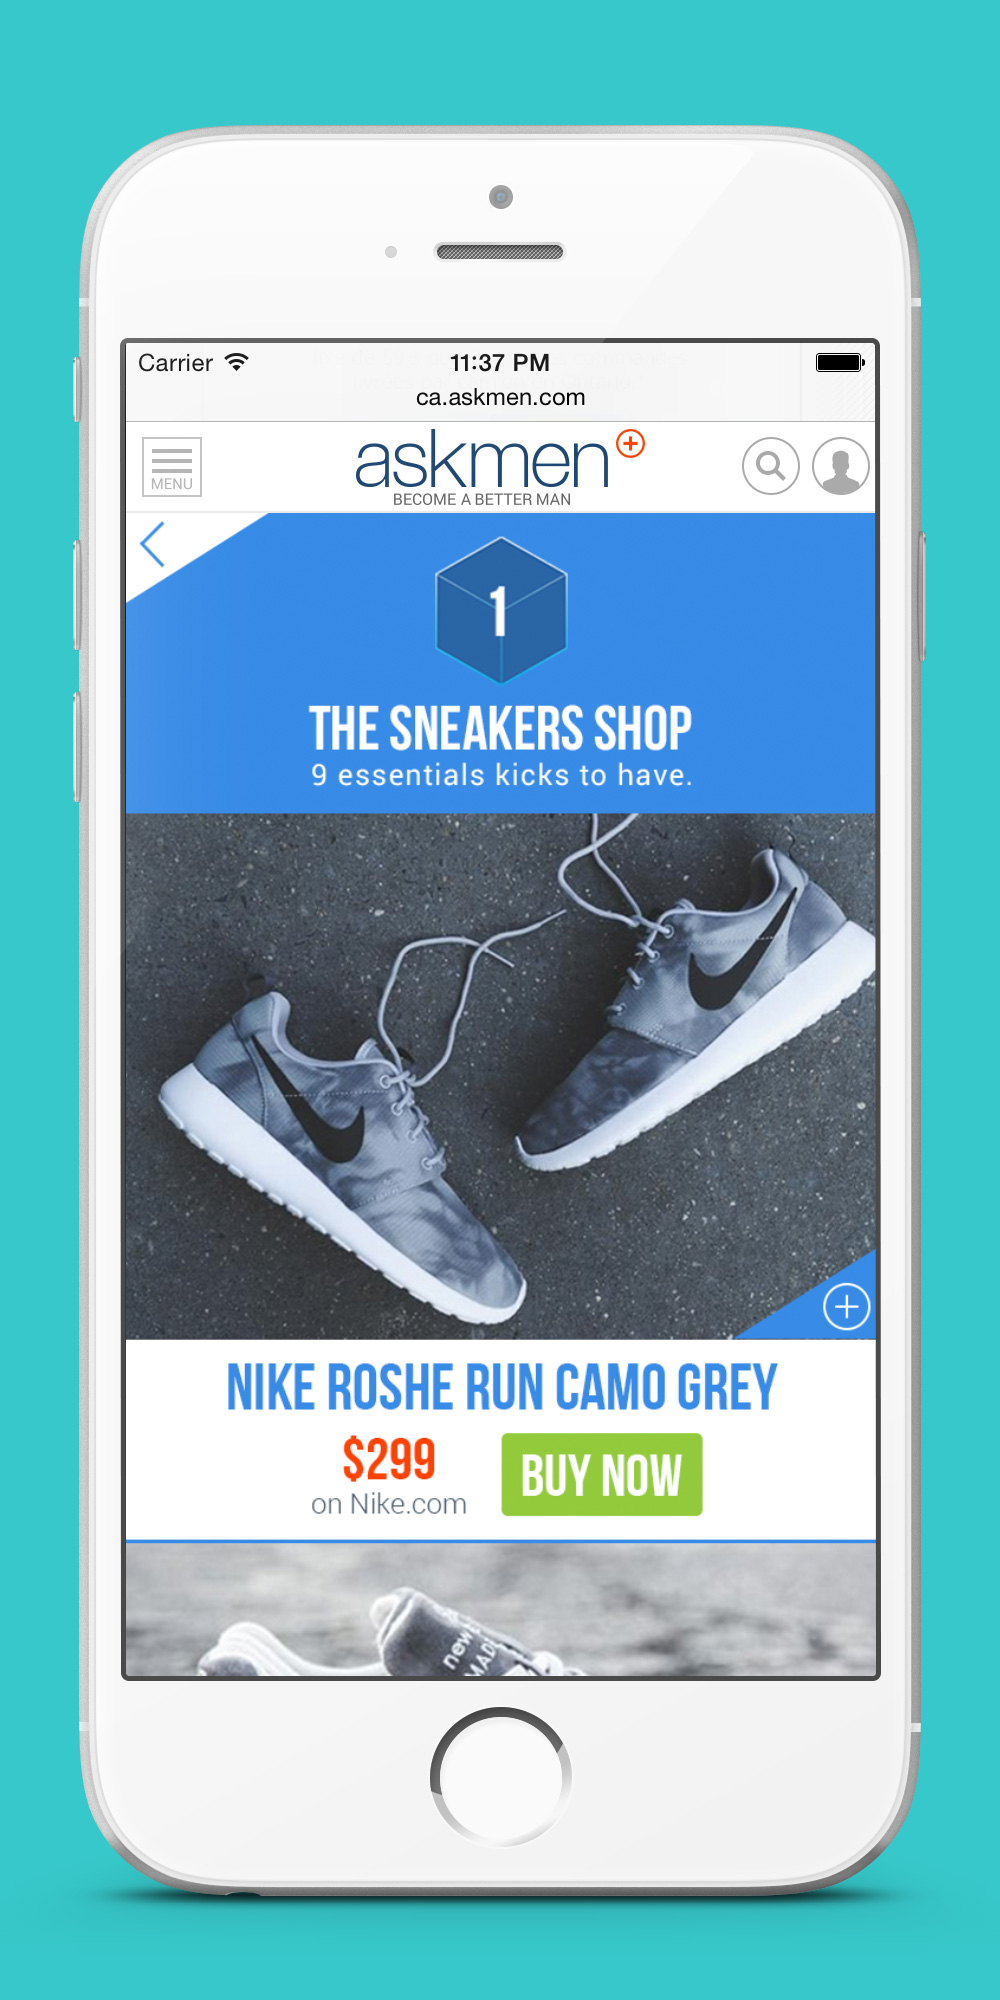 Carrier
11:37 PM
ca.askmen.com
MENU
askmen
BECOME A BETTER MAN
1
THE SNEAKERS SHOP
9 essentials kicks to have.
NIKE ROSHE RUN CAMO GREY
$299
BUY NOW
on Nike.com
new
MADE